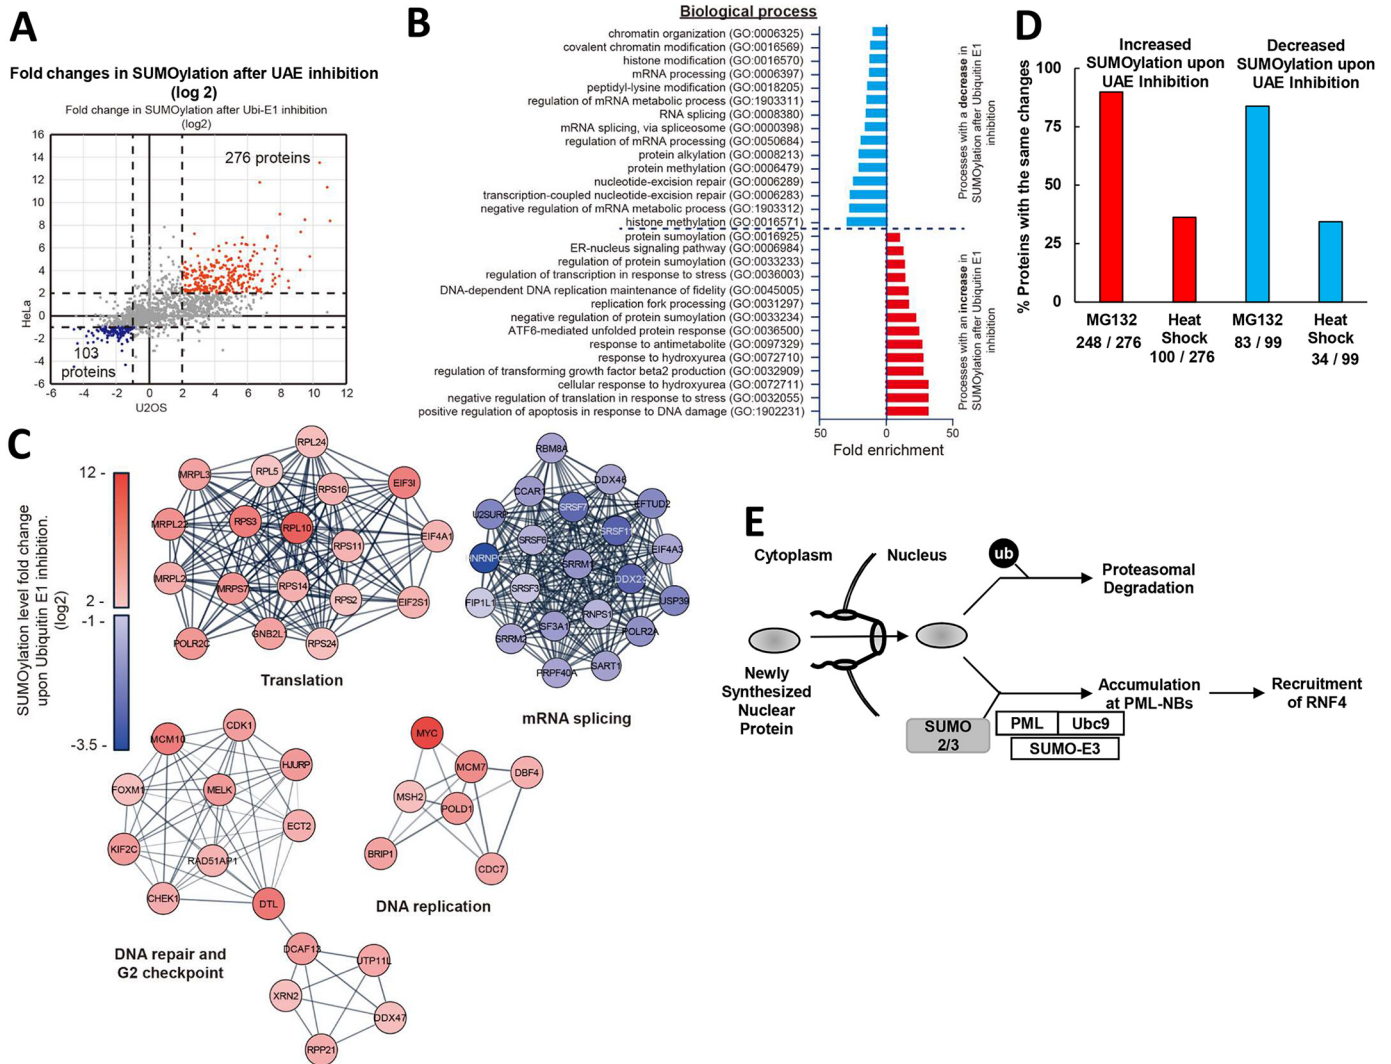 A
Fold changes in SUMOylation after UAE inhibition
(log 2)
Fold change in SUMOylation after Ubi-E1 inhibition
(log2)
16
14
12
10
8
6
4
2
0
-2
-4
-6
HeLa
276 proteins
103
proteins
-6 -4 -2 0 2 4 6 8 10 12
U2OS
B
Biological process
chromatin organization (GO:0006325)
covalent chromatin modification (GO:0016569)
histone modification (GO:0016570)
mRNA processing (GO:0006397)
peptidyl-lysine modification (GO:0018205)
regulation of mRNA metabolic process (GO:1903311)
RNA splicing (GO:0008380)
mRNA splicing, via spliceosome (GO:0000398)
regulation of mRNA processing (GO:0050684)
protein alkylation (GO:0008213)
protein methylation (GO:0006479)
nucleotide-excision repair (GO:0006289)
transcription-coupled nucleotide-excision repair (GO:0006283)
negative regulation of mRNA metabolic process (GO:1903312)
histone methylation (GO:0016571)
protein sumoylation (GO:0016925)
ER-nucleus signaling pathway (GO:0006984)
regulation of protein sumoylation (GO:0033233)
regulation of transcription in response to stress (GO:0036003)
DNA-dependent DNA replication maintenance of fidelity (GO:0045005)
replication fork processing (GO:0031297)
negative regulation of protein sumoylation (GO:0033234)
ATF6-mediated unfolded protein response (GO:0036500)
response to antimetabolite (GO:0097329)
response to hydroxyurea (GO:0072710)
regulation of transforming growth factor beta2 production (GO:0032909)
cellular response to hydroxyurea (GO:0072711)
negative regulation of translation in response to stress (GO:0032055)
positive regulation of apoptosis in response to DNA damage (GO:1902231)
50 0 50
Fold enrichment
Processes with a decrease in
SUMOylation after Ubiquitin E1
inhibition
Processes with an increase in
SUMOylation after Ubiquitin E1
inhibition
D
Increased
SUMOylation upon
UAE Inhibition
Decreased
SUMOylation upon
UAE Inhibition
% Proteins with the same changes
100
75
50
25
0
MG132
248 / 276
Heat
Shock
100 / 276
MG132
83 / 99
Heat
Shock
34 / 99
C
SUMOylation level fold change
upon Ubiquitin E1 inhibition.
(log2)
12 -
2 -
-1 -
-3.5 -
RPL24
MRPL3
RPL5
RPS16
EIF3I
MRPL22
RPS3
RPL10
RPS11
EIF4A1
MRPL2
MRPS7
RPS14
RPS2
EIF2S1
POLR2C
GNB2L1
RPS24
Translation
RBM8A
CCAR1
DDX46
U2SURP
SRSF7
EFTUD2
SRSF11
SRSF6
EIF4A3
HNRNPC
SRRM1
DDX23
SRSF3
FIP1L1
USP39
RNPS1
SF3A1
POLR2A
SRRM2
PRPF40A
SART1
mRNA splicing
CDK1
MCM10
HJURP
FOXM1
MELK
ECT2
KIF2C
RAD51AP1
CHEK1
DTL
DNA repair and
G2 checkpoint
DCAF13
UTP11L
XRN2
DDX47
RPP21
MYC
MCM7
DBF4
MSH2
POLD1
BRIP1
CDC7
DNA replication
E
Cytoplasm
Nucleus
ub
Proteasomal
Degradation
Newly
Synthesized
Nuclear
Protein
SUMO
2/3
PML
Ubc9
SUMO-E3
Accumulation
at PML-NBs
Recruitment
of RNF4